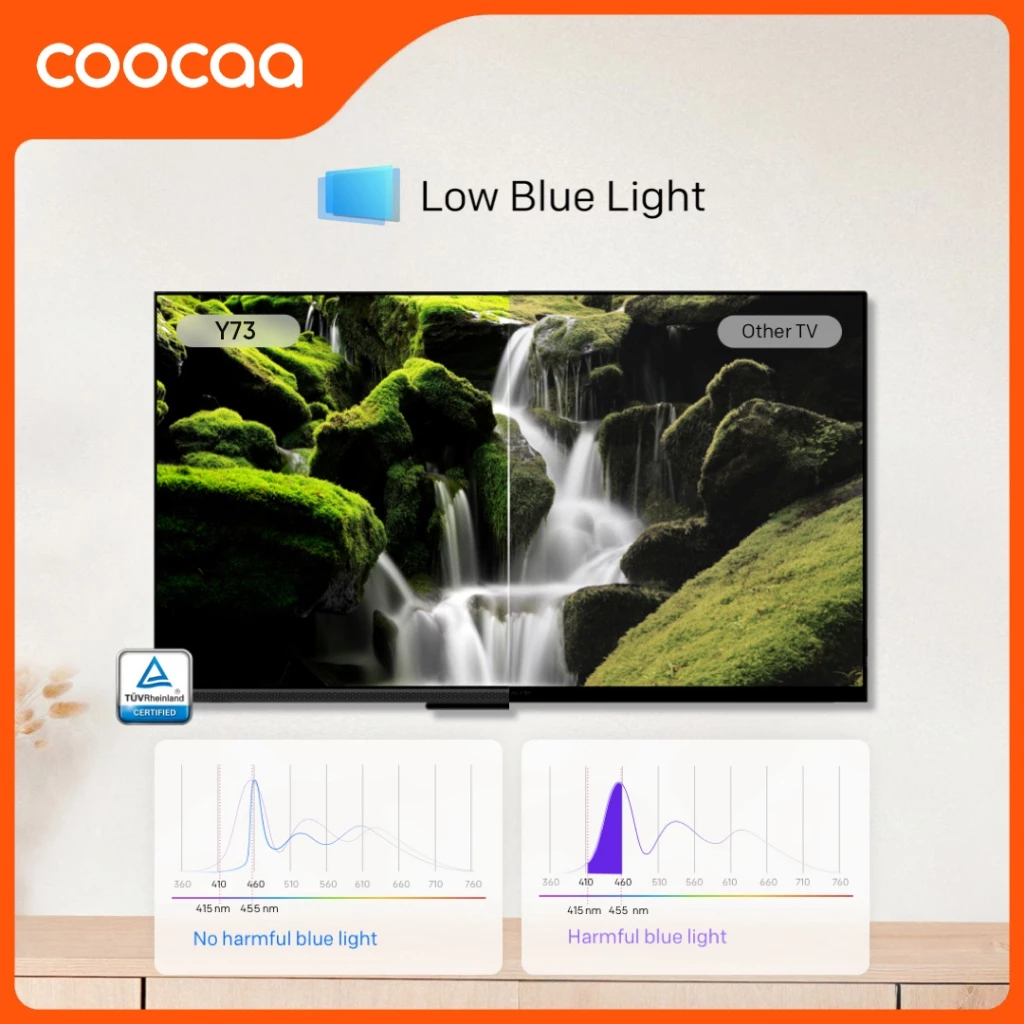 coocaa
Low Blue Light
Y73
Other TV
TÜVRheinland®
CERTIFIED
360 410 460 510 560 610 660 710 760
415 nm 455 nm
No harmful blue light
360 410 460 510 560 610 660 710 760
415 nm 455 nm
Harmful blue light